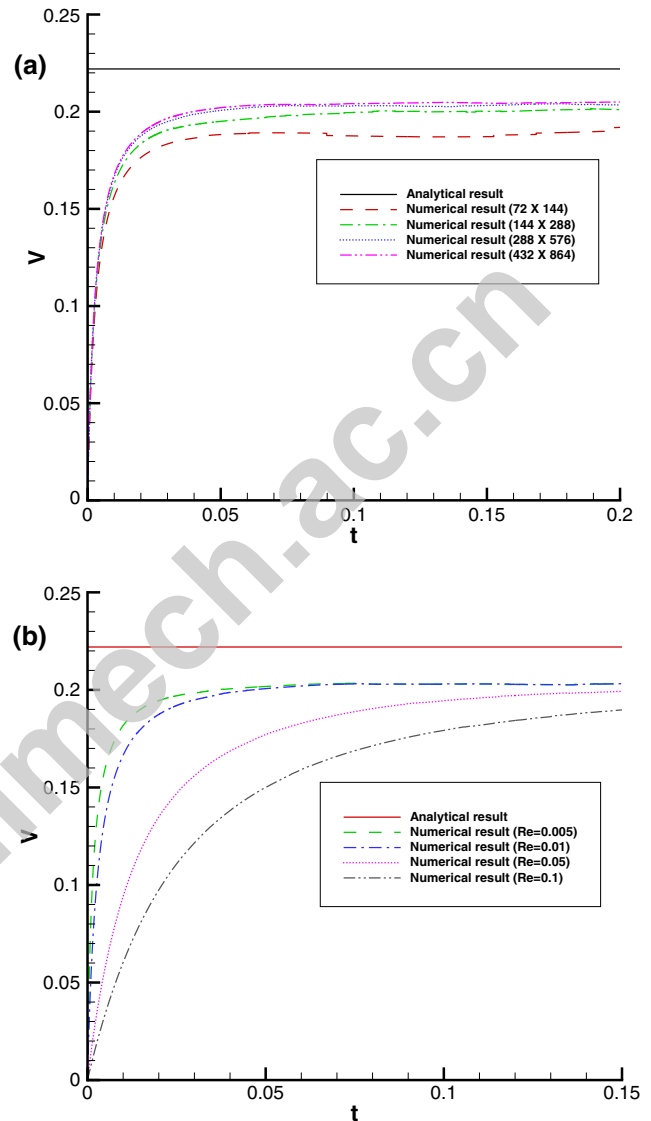 (a)
V
0.25
0.2
0.15
0.1
0.05
0
Analytical result
Numerical result (72 X 144)
Numerical result (144 X 288)
Numerical result (288 X 576)
Numerical result (432 X 864)
0 0.05 0.1 0.15 0.2
t
(b)
V
0.25
0.2
0.15
0.1
0.05
0
Analytical result
Numerical result (Re=0.005)
Numerical result (Re=0.01)
Numerical result (Re=0.05)
Numerical result (Re=0.1)
0 0.05 0.1 0.15
t
mech.ac.cn